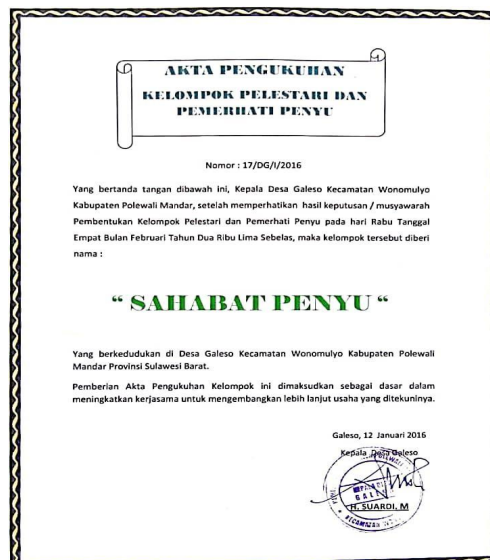 AKTA PENGUKUHAN
KELOMPOK PELESTARI DAN
PEMERHATI PENYU
Nomor : 17/DG/I/2016
Yang bertanda tangan dibawah ini, Kepala Desa Galeso Kecamatan Wonomulyo
Kabupaten Polewali Mandar, setelah memperhatikan hasil keputusan / musyawarah
Pembentukan Kelompok Pelestari dan Pemerhati Penyu pada hari Rabu Tanggal
Empat Bulan Februari Tahun Dua Ribu Lima Sebelas, maka kelompok tersebut diberi
nama :
“ SAHABAT PENYU “
Yang berkedudukan di Desa Galeso Kecamatan Wonomulyo Kabupaten Polewali
Mandar Provinsi Sulawesi Barat.
Pemberian Akta Pengukuhan Kelompok ini dimaksudkan sebagai dasar dalam
meningkatkan kerjasama untuk mengembangkan lebih lanjut usaha yang ditekuninya.
Galeso, 12 Januari 2016
Kepala Desa Galeso
H. SUARDI, M